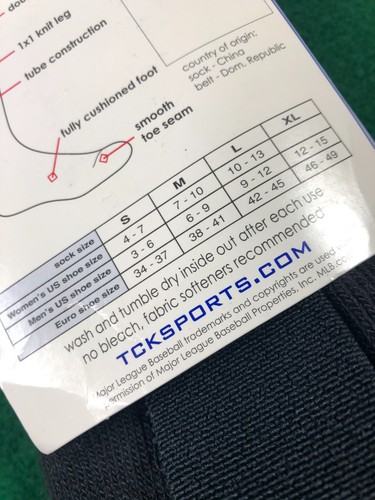 1x1 knit leg
tube construction
fully cushioned foot
smooth
toe seam
country of origin:
sock - China
belt - Dom. Republic
sock size S M L XL
Women's US shoe size 4 - 7 7 - 10 10 - 13 12 - 15
Men's US shoe size 3 - 6 6 - 9 9 - 12
Euro shoe size 34 - 37 38 - 41 42 - 45 46 - 49
wash and tumble dry inside out after each use
no bleach, fabric softeners recommended
TCKSPORTS.COM
Major League Baseball trademarks and copyrights are used
permission of Major League Baseball Properties, Inc. MLB.co